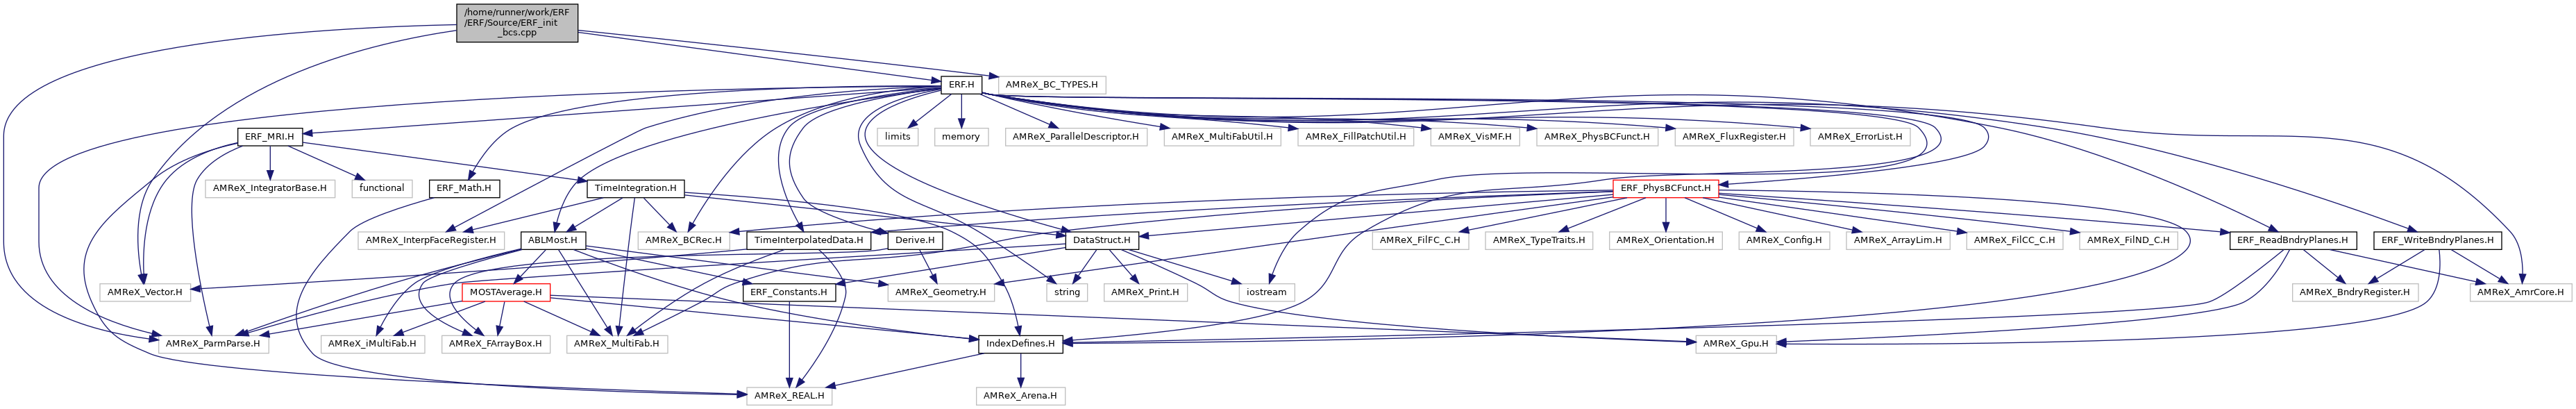 /home/runner/work/ERF
/ERF/Source/ERF_init
_bcs.cpp
ERF.H
AMReX_BC_TYPES.H
ERF_MRI.H
limits
memory
AMReX_ParallelDescriptor.H
AMReX_MultiFabUtil.H
AMReX_FillPatchUtil.H
AMReX_VisMF.H
AMReX_PhysBCFunct.H
AMReX_FluxRegister.H
AMReX_ErrorList.H
AMReX_IntegratorBase.H
functional
ERF_Math.H
TimeIntegration.H
ERF_PhysBCFunct.H
AMReX_InterpFaceRegister.H
ABLMost.H
AMReX_BCRec.H
TimeInterpolatedData.H
Derive.H
DataStruct.H
AMReX_FilFC_C.H
AMReX_TypeTraits.H
AMReX_Orientation.H
AMReX_Config.H
AMReX_ArrayLim.H
AMReX_FilCC_C.H
AMReX_FilND_C.H
ERF_ReadBndryPlanes.H
ERF_WriteBndryPlanes.H
AMReX_Vector.H
MOSTAverage.H
ERF_Constants.H
AMReX_Geometry.H
string
AMReX_Print.H
iostream
AMReX_BndryRegister.H
AMReX_AmrCore.H
AMReX_ParmParse.H
AMReX_iMultiFab.H
AMReX_FArrayBox.H
AMReX_MultiFab.H
IndexDefines.H
AMReX_Gpu.H
AMReX_REAL.H
AMReX_Arena.H